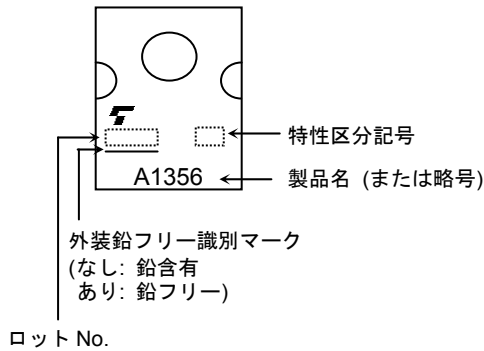 特性区分記号
A1356
製品名 (または略号)
外装鉛フリー識別マーク
(なし: 鉛含有
あり: 鉛フリー)
ロット No.